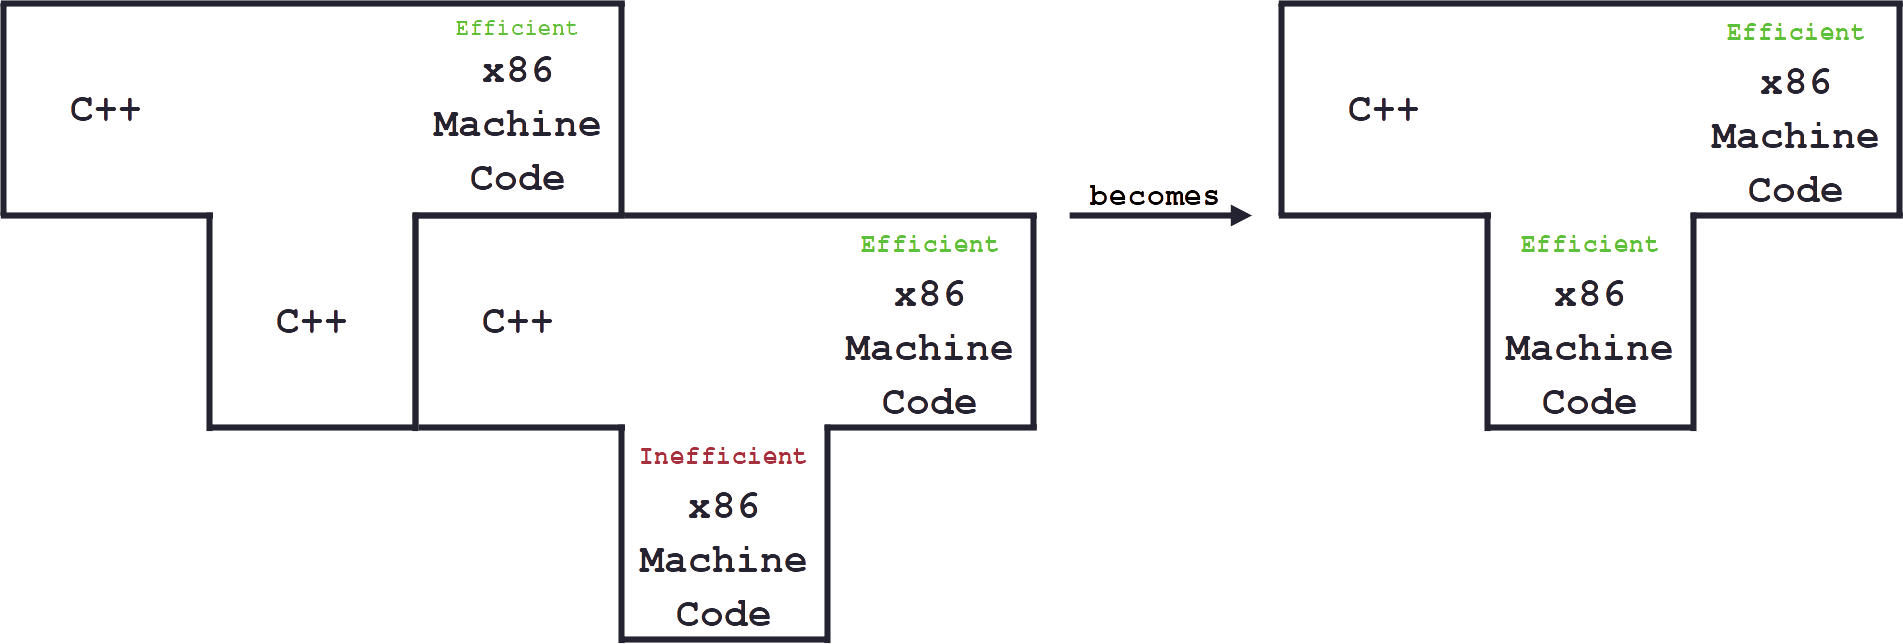 C++
Efficient
x86
Machine
Code
C++
C++
Efficient
x86
Machine
Code
Inefficient
x86
Machine
Code
becomes
C++
Efficient
x86
Machine
Code
Efficient
x86
Machine
Code